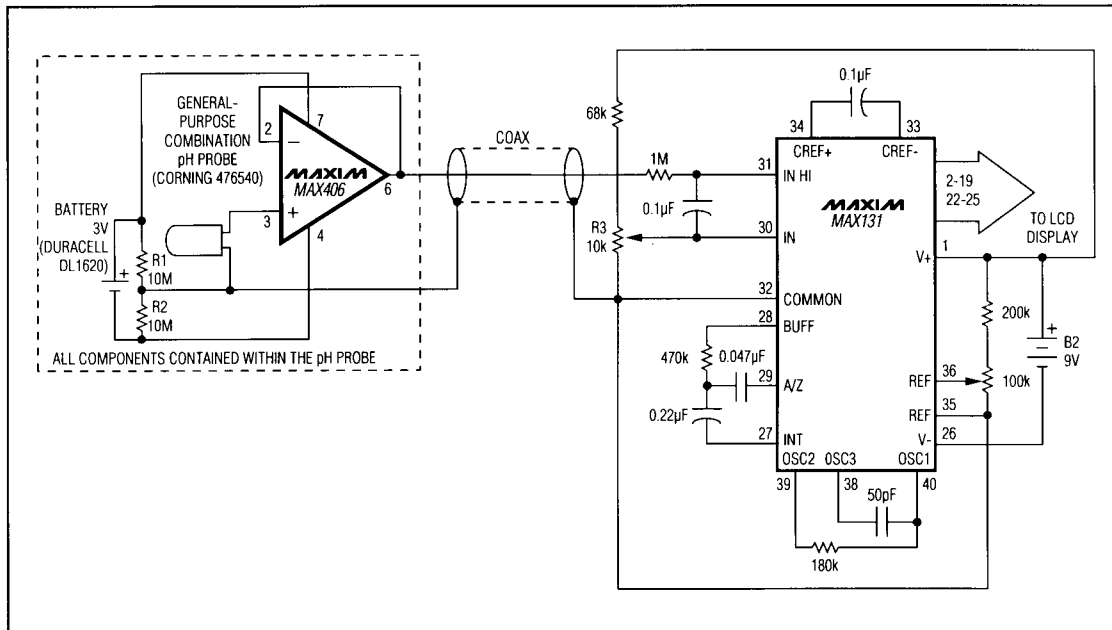 GENERAL-
PURPOSE
COMBINATION
pH PROBE
(CORNING 476540)
BATTERY
3V
(DURACELL
DL1620)
+
R1
10M
R2
10M
2
−
7
MAXIM
MAX406
6
3
+
4
ALL COMPONENTS CONTAINED WITHIN THE pH PROBE
COAX
68k
1M
0.1µF
R3
10k
0.1µF
34
33
CREF+
CREF-
31
IN HI
MAXIM
MAX131
30
IN
32
COMMON
28
BUFF
470k
0.047µF
29
A/Z
0.22µF
27
INT
2-19
22-25
TO LCD
DISPLAY
1
V+
200k
+
B2
9V
36
REF
100k
35
REF
26
V-
OSC2
OSC3
OSC1
39
38
40
50pF
180k